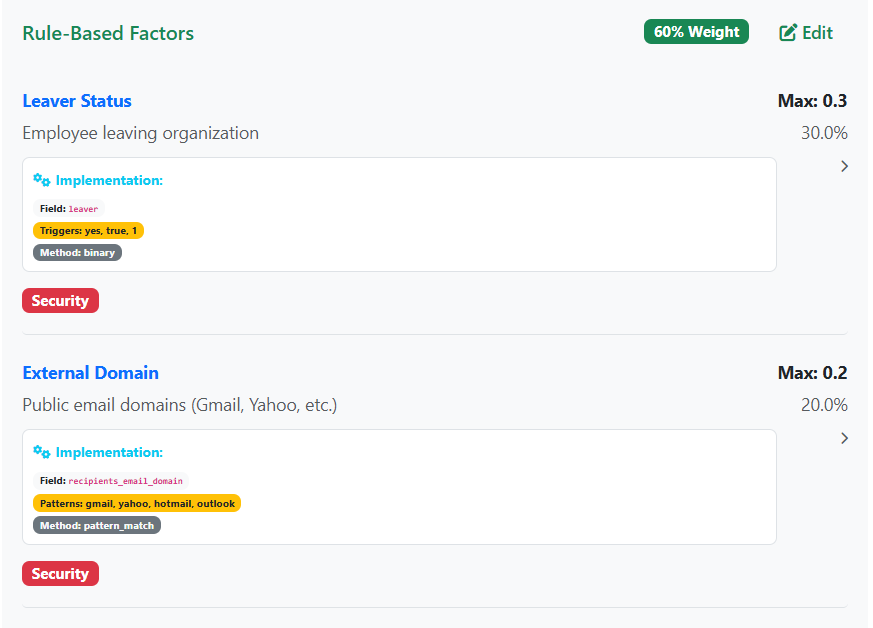 Rule-Based Factors 60% Weight Edit
Leaver Status Max: 0.3
Employee leaving organization 30.0%
Implementation:
Field: leaver
Triggers: yes, true, 1
Method: binary
Security
External Domain Max: 0.2
Public email domains (Gmail, Yahoo, etc.) 20.0%
Implementation:
Field: recipients_email_domain
Patterns: gmail, yahoo, hotmail, outlook
Method: pattern_match
Security